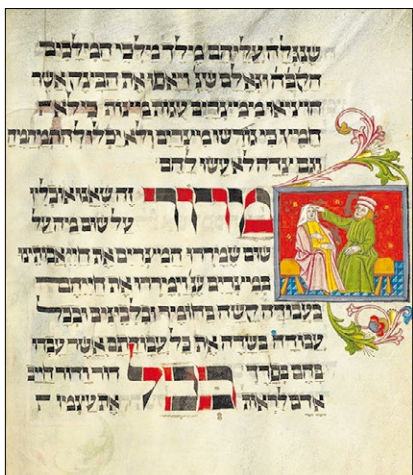 שנגלה עליהם מלך מלכי המלכים
הקבה וגאלם שנ ויאפו את הבצק אשר
הוציאו ממצרים עגות מצות כי לא
חמץ כי גרשו ממצרים ולא יכלו להתמהמה
וגם צדה לא עשו להם
מרור זה שאנו אוכלין
על שום מה על
שום שמררו המצרים את חיי אבותינו
במצרים שנ וימררו את חייהם
בעבודה קשה בחומר ובלבנים ובכל
עבודה בשדה את כל עבודתם אשר עבדו
בהם בפרך בכל דור ודור חייב
אדם לראות את עצמו